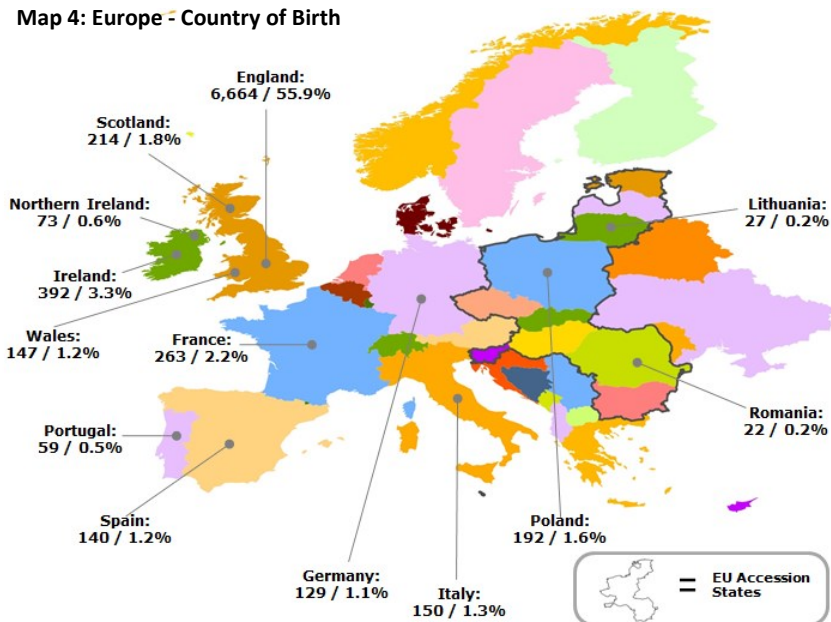 Map 4: Europe - Country of Birth
England:
6,664 / 55.9%
Scotland:
214 / 1.8%
Northern Ireland:
73 / 0.6%
Ireland:
392 / 3.3%
Wales:
147 / 1.2%
France:
263 / 2.2%
Portugal:
59 / 0.5%
Spain:
140 / 1.2%
Germany:
129 / 1.1%
Italy:
150 / 1.3%
Poland:
192 / 1.6%
Lithuania:
27 / 0.2%
Romania:
22 / 0.2%
= EU Accession
States